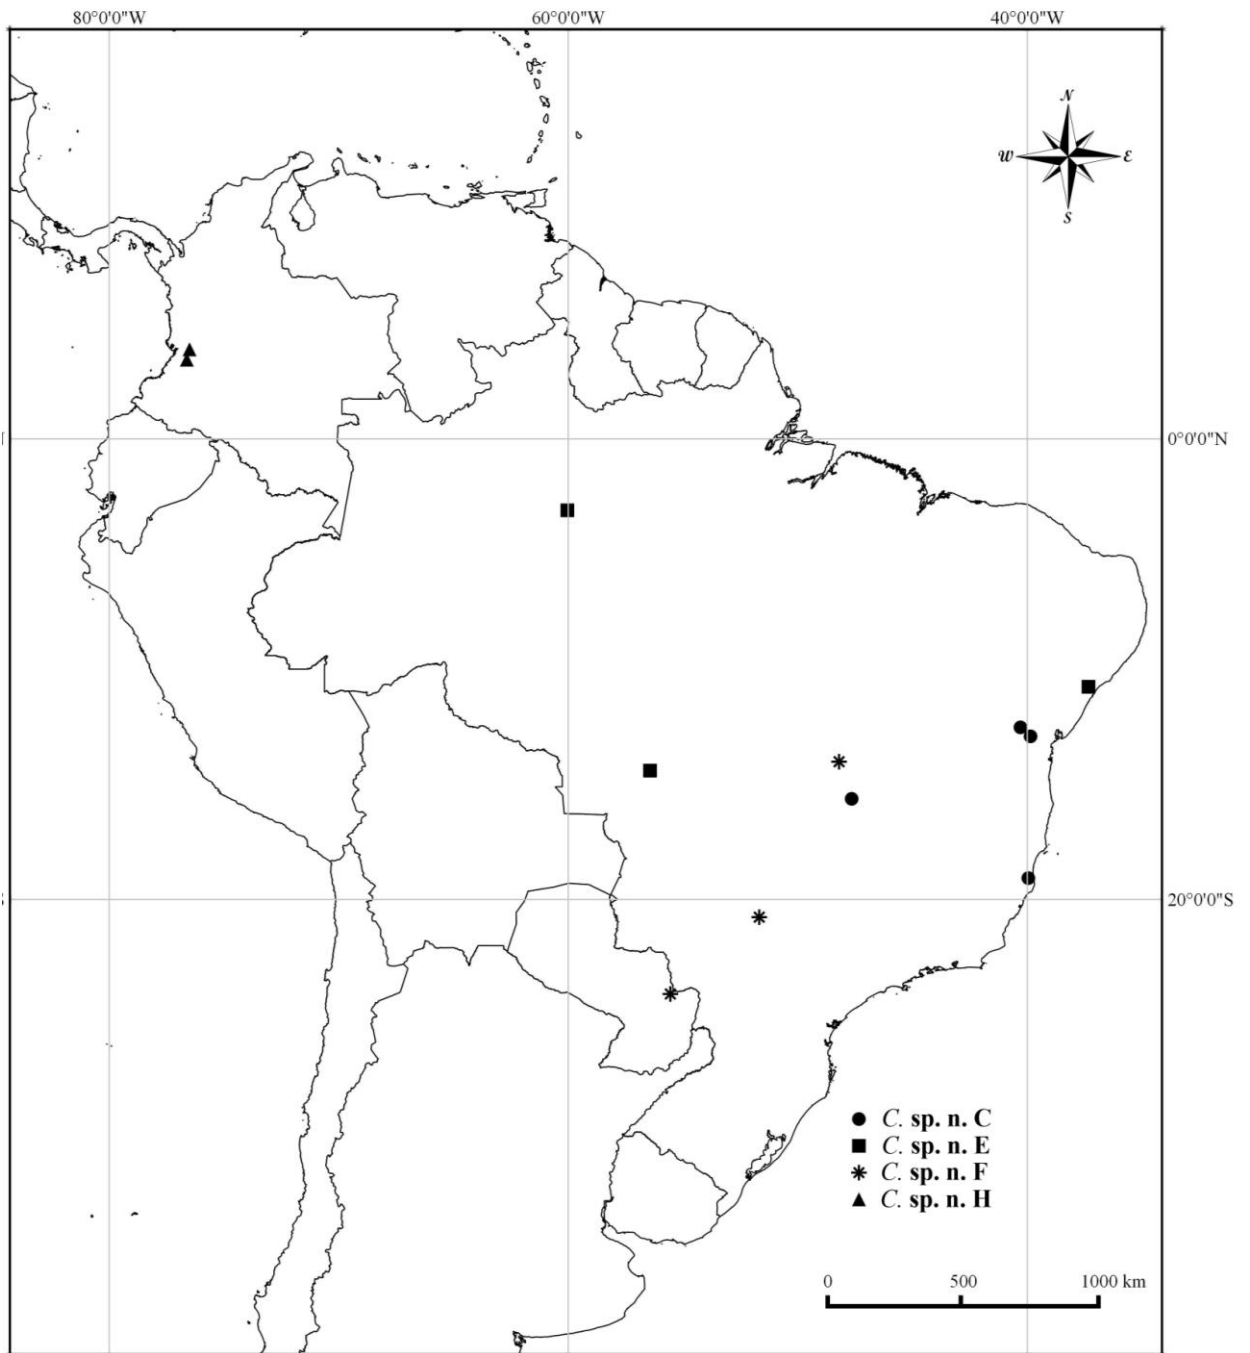 80°0'0"W 60°0'0"W 40°0'0"W
N
W E
S
0°0'0"N
20°0'0"S
C. sp. n. C
C. sp. n. E
C. sp. n. F
C. sp. n. H
0 500 1000 km